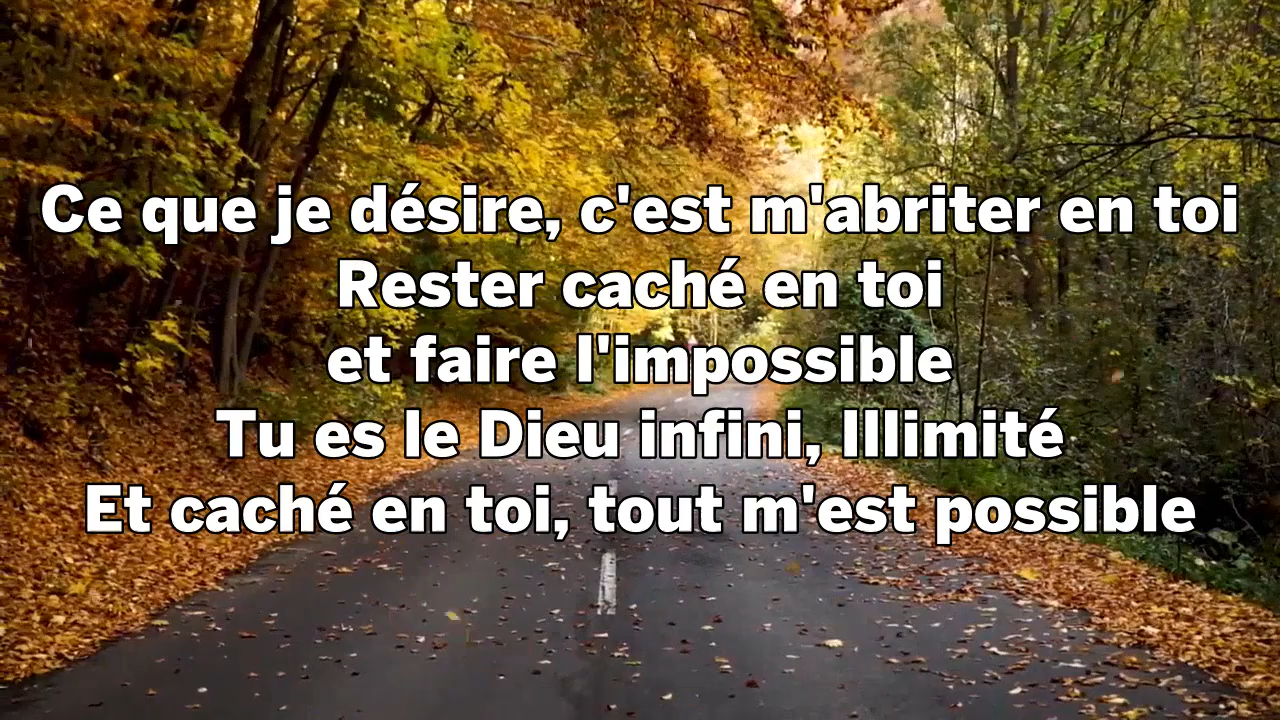 Ce que je désire, c'est m'abriter en toi
Rester caché en toi
et faire l'impossible
Tu es le Dieu infini, Illimité
Et caché en toi, tout m'est possible